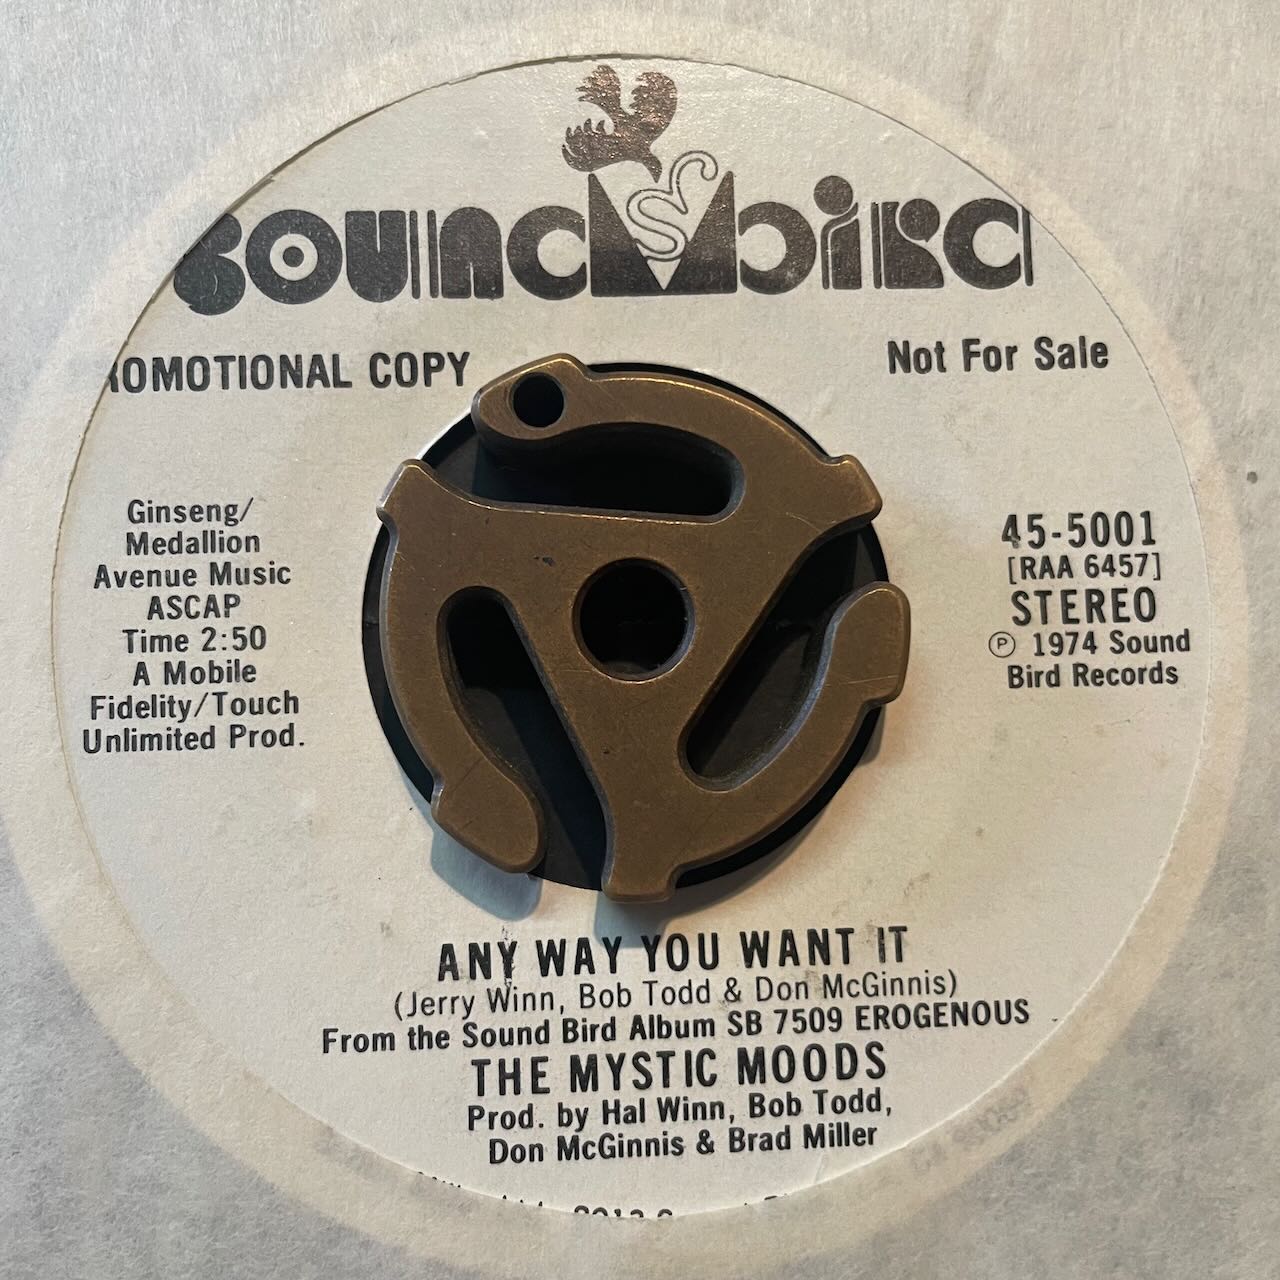 sound bird
ROMOTIONAL COPY
Not For Sale
Ginseng/
Medallion
Avenue Music
ASCAP
Time 2:50
A Mobile
Fidelity/Touch
Unlimited Prod.
45-5001
[RAA 6457]
STEREO
Ⓟ 1974 Sound
Bird Records
ANY WAY YOU WANT IT
(Jerry Winn, Bob Todd & Don McGinnis)
From the Sound Bird Album SB 7509 EROGENOUS
THE MYSTIC MOODS
Prod. by Hal Winn, Bob Todd,
Don McGinnis & Brad Miller